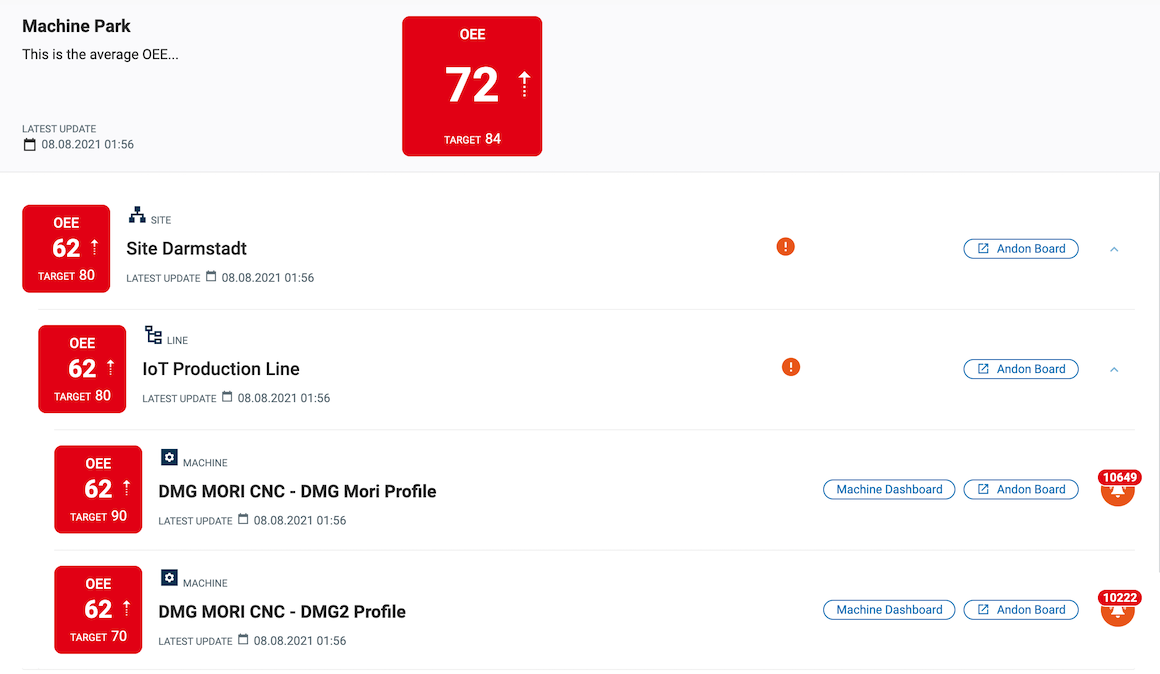 Machine Park
This is the average OEE...
LATEST UPDATE
08.08.2021 01:56
OEE
72
TARGET 84
OEE
62
TARGET 80
SITE
Site Darmstadt
LATEST UPDATE 08.08.2021 01:56
Andon Board
OEE
62
TARGET 80
LINE
IoT Production Line
LATEST UPDATE 08.08.2021 01:56
Andon Board
OEE
62
TARGET 90
MACHINE
DMG MORI CNC - DMG Mori Profile
LATEST UPDATE 08.08.2021 01:56
Machine Dashboard
Andon Board
10649
OEE
62
TARGET 70
MACHINE
DMG MORI CNC - DMG2 Profile
LATEST UPDATE 08.08.2021 01:56
Machine Dashboard
Andon Board
10222